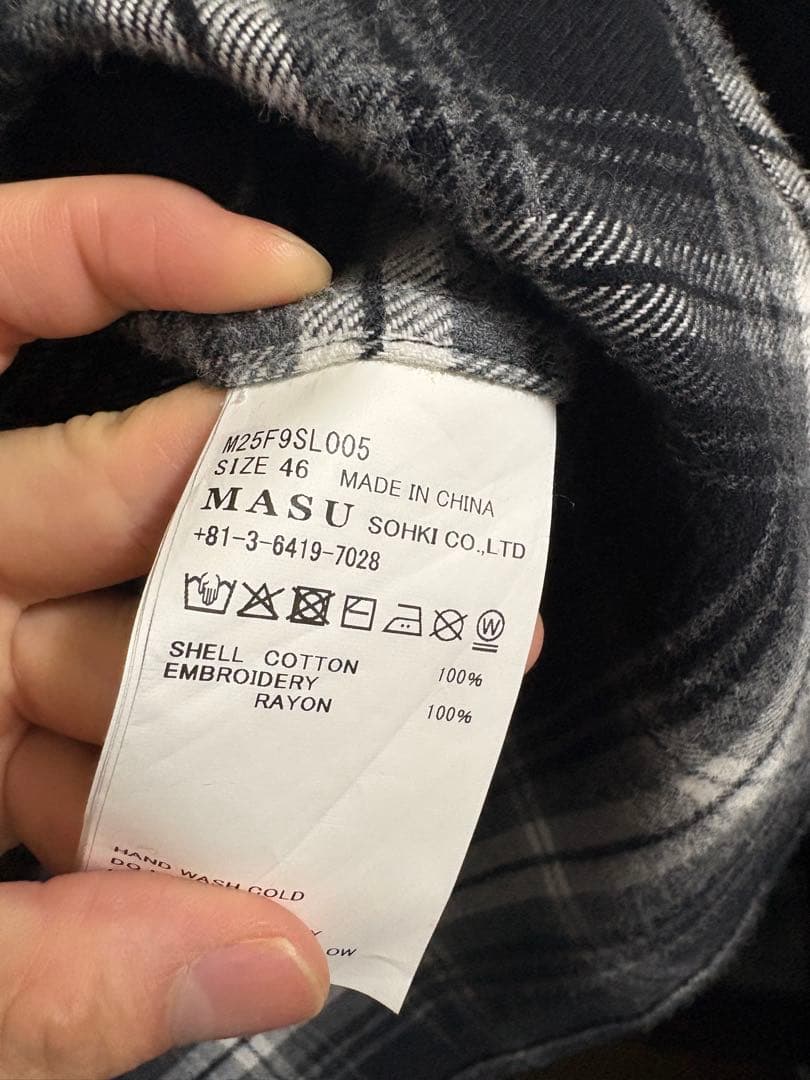 M25F9SL005
SIZE 46 MADE IN CHINA
MASU SOHKI CO.,LTD
+81-3-6419-7028
W
SHELL COTTON 100%
EMBROIDERY
RAYON 100%
HAND WASH COLD